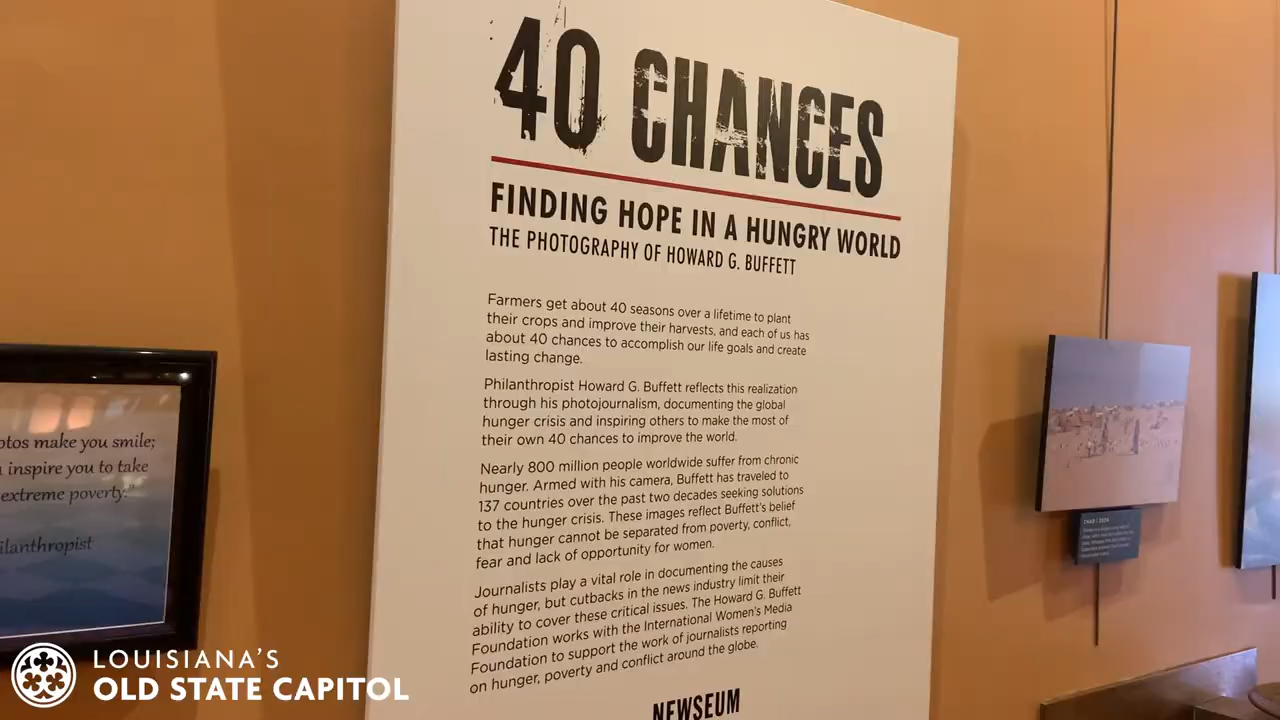 40 CHANCES
FINDING HOPE IN A HUNGRY WORLD
THE PHOTOGRAPHY OF HOWARD G. BUFFETT
Farmers get about 40 seasons over a lifetime to plant
their crops and improve their harvests, and each of us has
about 40 chances to accomplish our life goals and create
lasting change.
Philanthropist Howard G. Buffett reflects this realization
through his photojournalism, documenting the global
hunger crisis and inspiring others to make the most of
their own 40 chances to improve the world.
Nearly 800 million people worldwide suffer from chronic
hunger. Armed with his camera, Buffett has traveled to
137 countries over the past two decades seeking solutions
to the hunger crisis. These images reflect Buffett's belief
that hunger cannot be separated from poverty, conflict,
fear and lack of opportunity for women.
Journalists play a vital role in documenting the causes
of hunger, but cutbacks in the news industry limit their
ability to cover these critical issues. The Howard G. Buffett
Foundation works with the International Women's Media
Foundation to support the work of journalists reporting
on hunger, poverty and conflict around the globe.
NEWSEUM
otos make you smile;
inspire you to take
extreme poverty."
ilanthropist
CHAD
LOUISIANA'S
OLD STATE CAPITOL